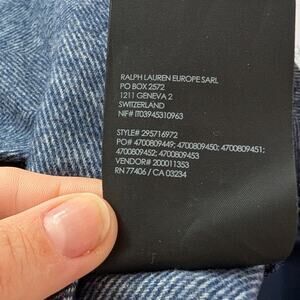 RALPH LAUREN EUROPE SARL
PO BOX 2572
1211 GENEVA 2
SWITZERLAND
NIF# IT03945310963
STYLE# 295716972
PO# 4700809449; 4700809450; 4700809451;
4700809452; 4700809453
VENDOR# 200011353
RN 77406 / CA 03234